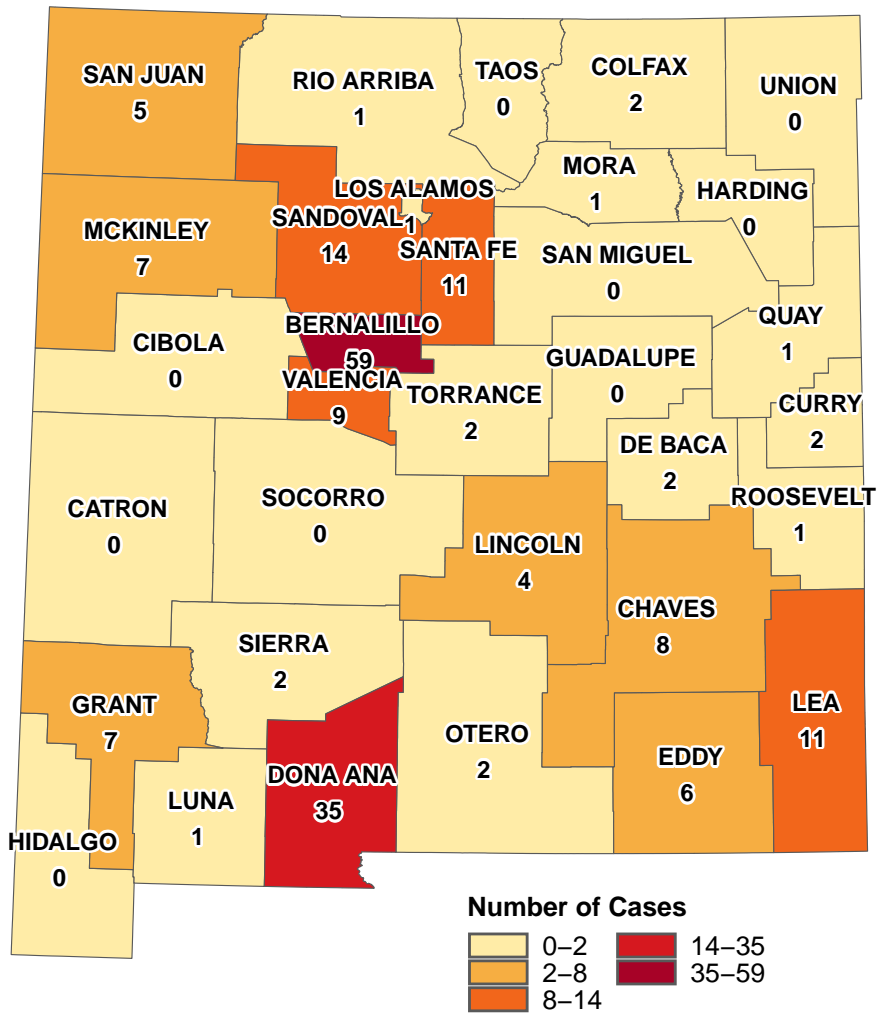 SAN JUAN
5
RIO ARRIBA
1
TAOS
0
COLFAX
2
UNION
0
MORA
1
HARDING
0
LOS ALAMOS
1
SANDOVAL
14
SANTA FE
11
MCKINLEY
7
SAN MIGUEL
0
BERNALILLO
59
CIBOLA
0
QUAY
1
GUADALUPE
0
VALENCIA
9
TORRANCE
2
CURRY
2
DE BACA
2
ROOSEVELT
1
CATRON
0
SOCORRO
0
LINCOLN
4
CHAVES
8
SIERRA
2
GRANT
7
LEA
11
OTERO
2
EDDY
6
DONA ANA
35
LUNA
1
HIDALGO
0
Number of Cases
0–2
2–8
8–14
14–35
35–59